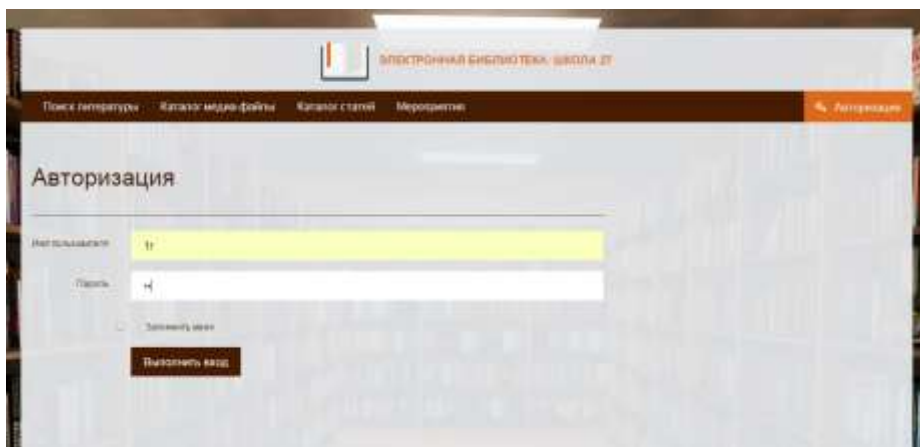 ЭЛЕКТРОННАЯ БИБЛИОТЕКА. ШКОЛА 27
Поиск литературы Каталог медиа-файлы Каталог статей Мероприятия Авторизация
Авторизация
Имя пользователя
Пароль
Запомнить меня
Выполнить вход